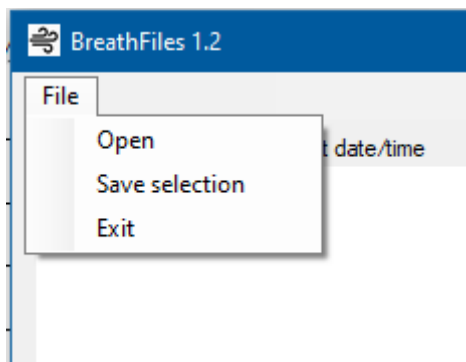 BreathFiles 1.2
File
Open
date/time
Save selection
Exit